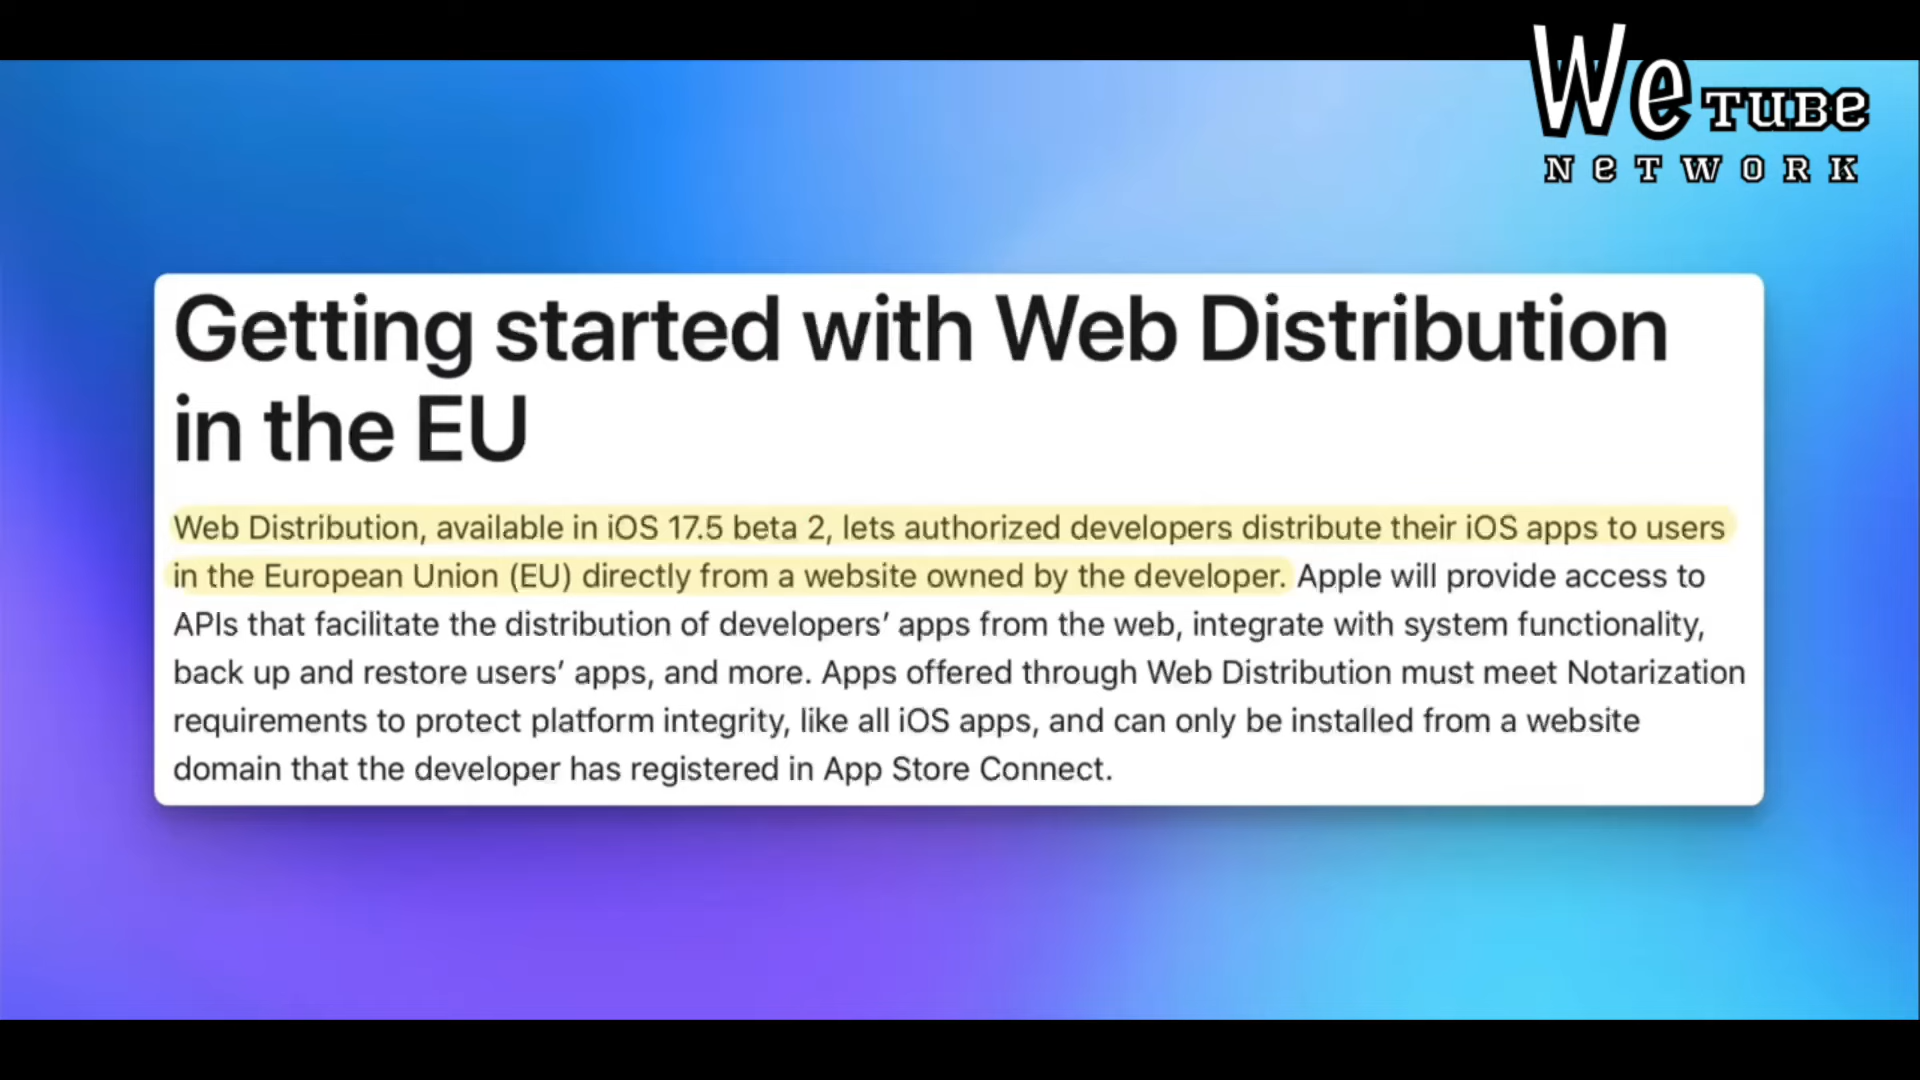 We TUBE
NETWORK
Getting started with Web Distribution
in the EU
Web Distribution, available in iOS 17.5 beta 2, lets authorized developers distribute their iOS apps to users
in the European Union (EU) directly from a website owned by the developer. Apple will provide access to
APIs that facilitate the distribution of developers’ apps from the web, integrate with system functionality,
back up and restore users’ apps, and more. Apps offered through Web Distribution must meet Notarization
requirements to protect platform integrity, like all iOS apps, and can only be installed from a website
domain that the developer has registered in App Store Connect.